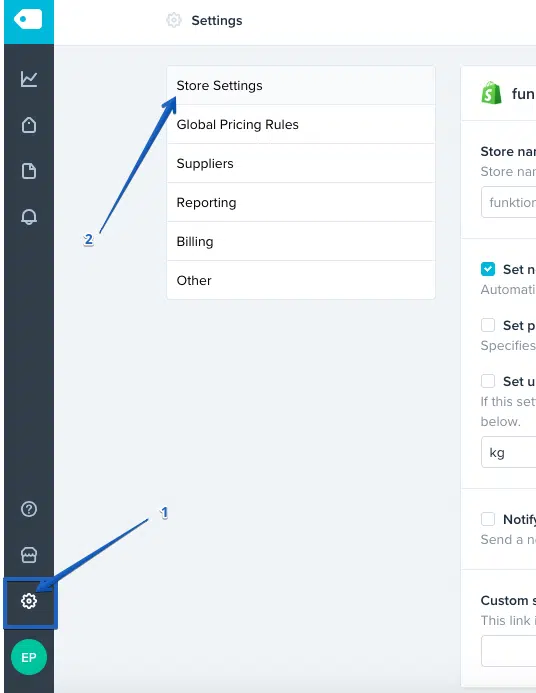 Settings
Store Settings
Global Pricing Rules
Suppliers
Reporting
Billing
Other
2
1
EP
fun
Store nar
Store nar
funktion
Set n
Automati
Set p
Specifies
Set u
If this set
below.
kg
Notify
Send a no
Custom s
This link i